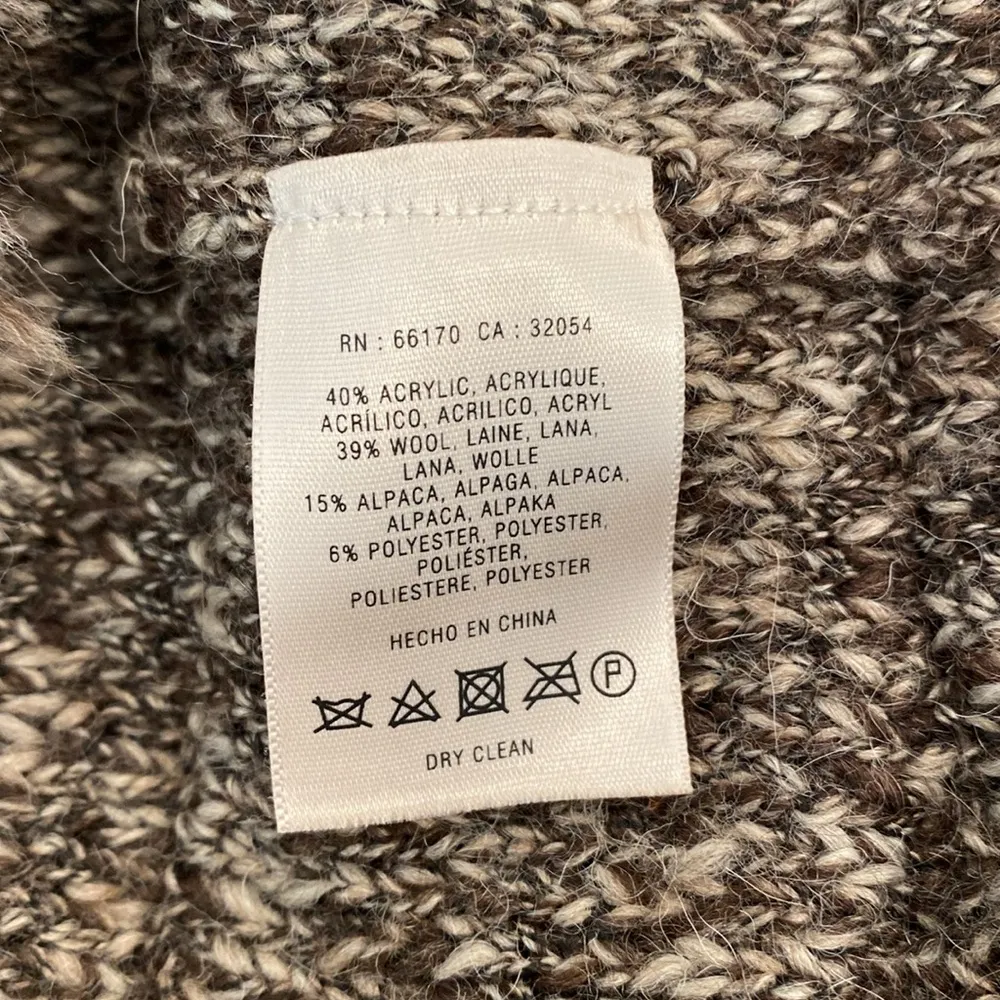 RN : 66170 CA : 32054
40% ACRYLIC, ACRYLIQUE,
ACRÍLICO, ACRILICO, ACRYL
39% WOOL, LAINE, LANA,
LANA, WOLLE
15% ALPACA, ALPAGA, ALPACA,
ALPACA, ALPAKA
6% POLYESTER, POLYESTER,
POLIÉSTER,
POLIESTERE, POLYESTER
HECHO EN CHINA
P
DRY CLEAN